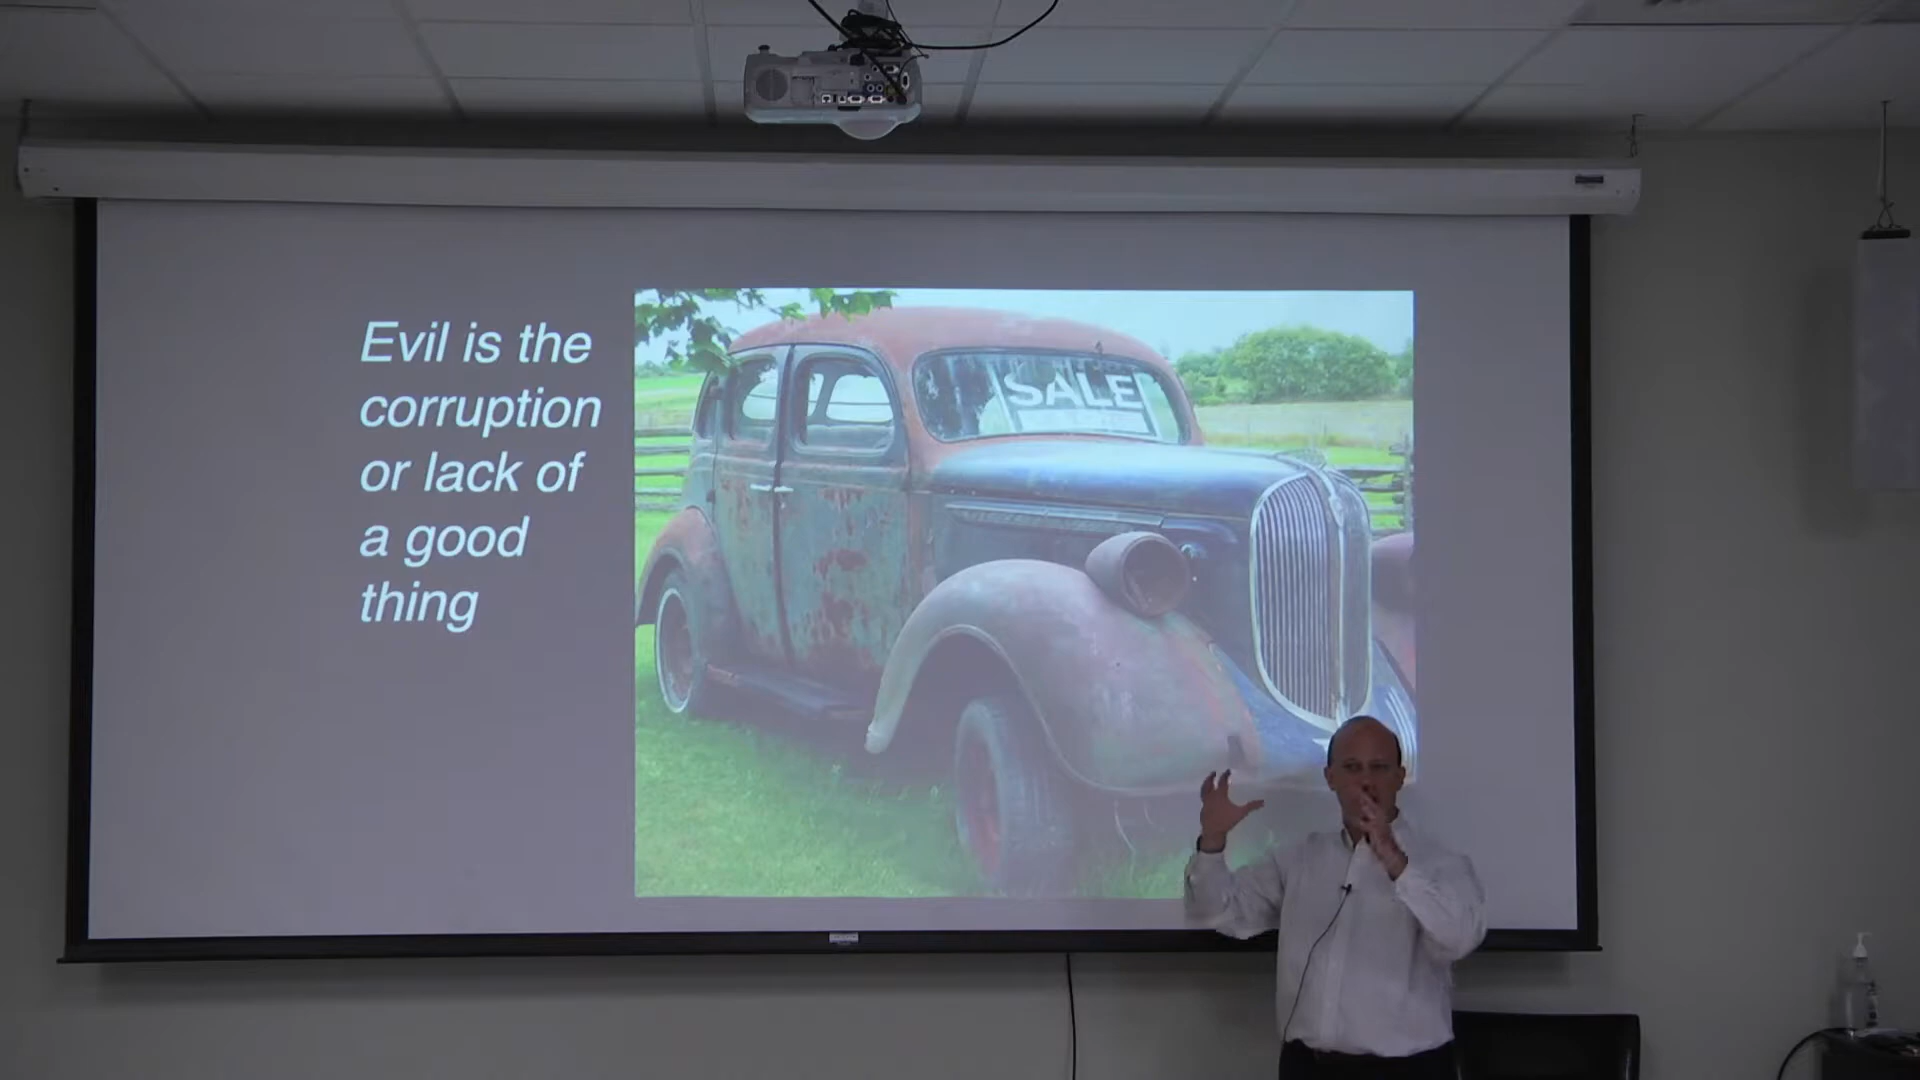 Evil is the
corruption
or lack of
a good
thing
SALE